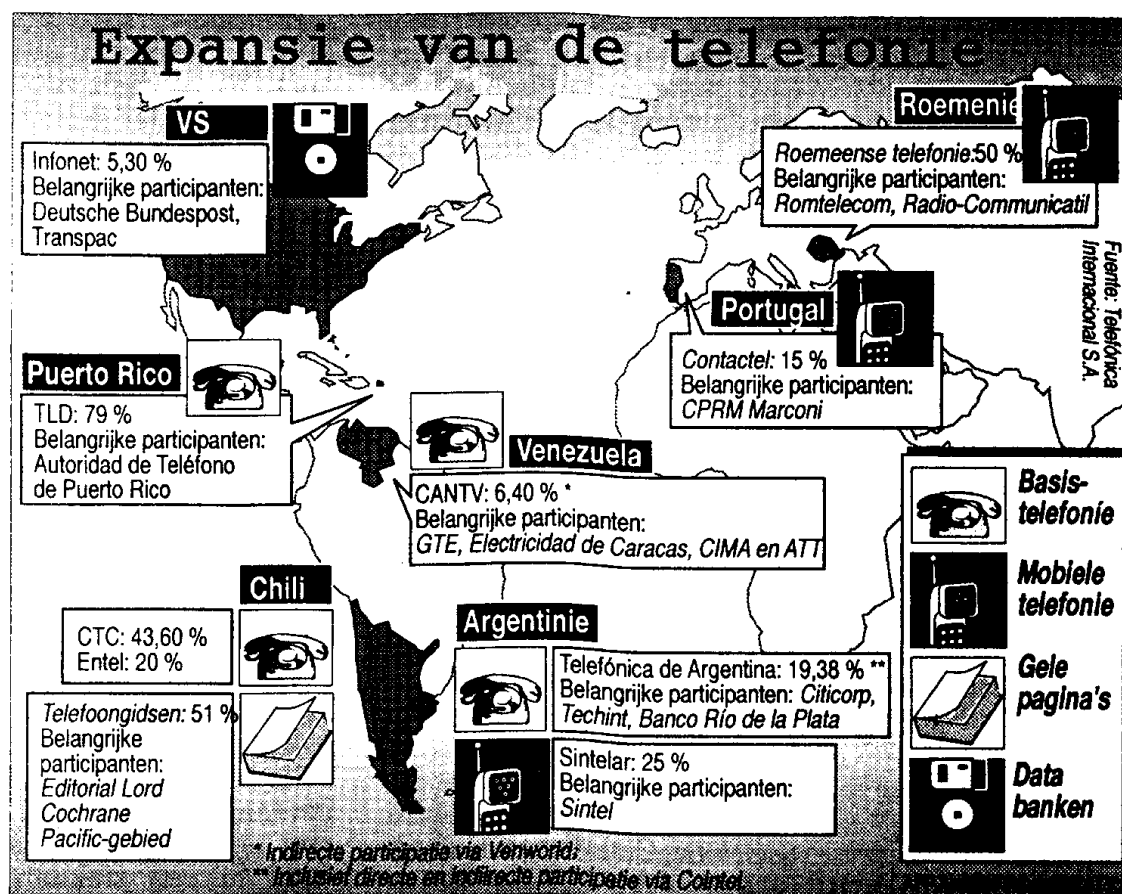 Expansie van de telefonie
VS
Infonet: 5,30 %
Belangrijke participanten:
Deutsche Bundespost,
Transpac
Roemenie
Roemeense telefonie:50 %
Belangrijke participanten:
Romtelecom, Radio-Communicatil
Fuente: Telefónica
Internacional S.A.
Portugal
Contactel: 15 %
Belangrijke participanten:
CPRM Marconi
Puerto Rico
TLD: 79 %
Belangrijke participanten:
Autoridad de Teléfono
de Puerto Rico
Venezuela
CANTV: 6,40 % *
Belangrijke participanten:
GTE, Electricidad de Caracas, CIMA en ATT
Chili
CTC: 43,60 %
Entel: 20 %
Telefoongidsen: 51 %
Belangrijke
participanten:
Editorial Lord
Cochrane
Pacific-gebied
Argentinie
Telefónica de Argentina: 19,38 % **
Belangrijke participanten: Citicorp,
Techint, Banco Río de la Plata
Sintelar: 25 %
Belangrijke participanten:
Sintel
Basis-
telefonie
Mobiele
telefonie
Gele
pagina's
Data
banken
* Indirecte participatie via Venworld;
** Inclusief directe en indirecte participatie via Cointel.